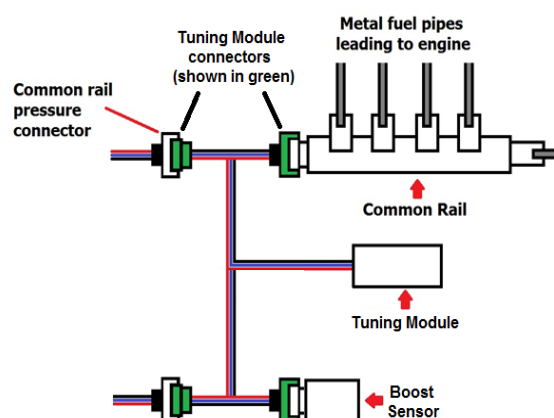 Tuning Module
connectors
(shown in green)
Metal fuel pipes
leading to engine
Common rail
pressure
connector
Common Rail
Tuning Module
Boost
Sensor